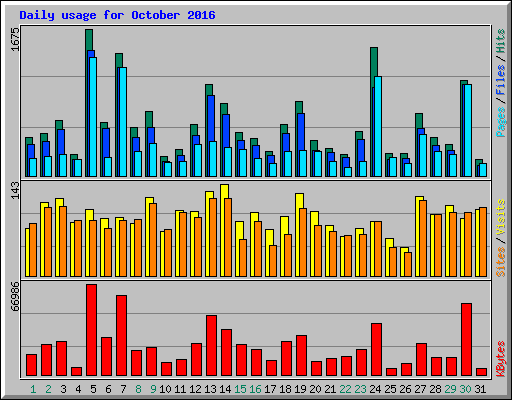 Daily usage for October 2016
1675
Pages / Files / Hits
143
Sites / Visits
66986
KBytes
1 2 3 4 5 6 7 8 9 10 11 12 13 14 15 16 17 18 19 20 21 22 23 24 25 26 27 28 29 30 31